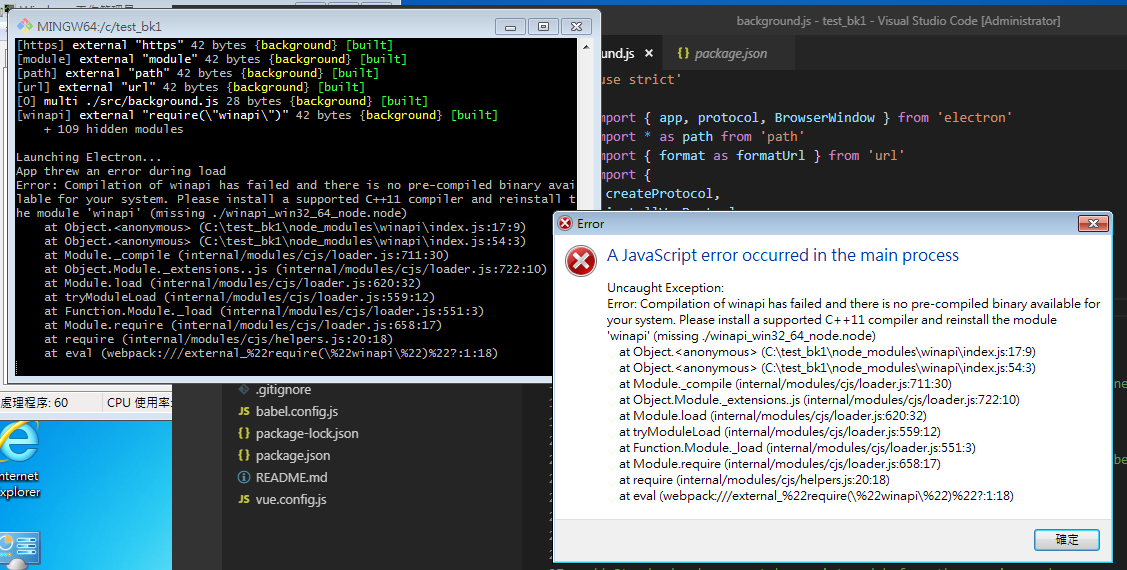 MINGW64:/c/test_bk1
[https] external "https" 42 bytes {background} [built]
[module] external "module" 42 bytes {background} [built]
[path] external "path" 42 bytes {background} [built]
[url] external "url" 42 bytes {background} [built]
[0] multi ./src/background.js 28 bytes {background} [built]
[winapi] external "require(\"winapi\")" 42 bytes {background} [built]
+ 109 hidden modules
Launching Electron...
App threw an error during load
Error: Compilation of winapi has failed and there is no pre-compiled binary avai
lable for your system. Please install a supported C++11 compiler and reinstall t
he module 'winapi' (missing ./winapi_win32_64_node.node)
at Object.<anonymous> (C:\test_bk1\node_modules\winapi\index.js:17:9)
at Object.<anonymous> (C:\test_bk1\node_modules\winapi\index.js:54:3)
at Module._compile (internal/modules/cjs/loader.js:711:30)
at Object.Module._extensions..js (internal/modules/cjs/loader.js:722:10)
at Module.load (internal/modules/cjs/loader.js:620:32)
at tryModuleLoad (internal/modules/cjs/loader.js:559:12)
at Function.Module._load (internal/modules/cjs/loader.js:551:3)
at Module.require (internal/modules/cjs/loader.js:658:17)
at require (internal/modules/cjs/helpers.js:20:18)
at eval (webpack:///external_%22require(\%22winapi\%22)%22?:1:18)
background.js - test_bk1 - Visual Studio Code [Administrator]
und.js × {} package.json
use strict'
mport { app, protocol, BrowserWindow } from 'electron'
mport * as path from 'path'
mport { format as formatUrl } from 'url'
mport {
createProtocol,
Error
A JavaScript error occurred in the main process
Uncaught Exception:
Error: Compilation of winapi has failed and there is no pre-compiled binary available for
your system. Please install a supported C++11 compiler and reinstall the module
'winapi' (missing ./winapi_win32_64_node.node)
at Object.<anonymous> (C:\test_bk1\node_modules\winapi\index.js:17:9)
at Object.<anonymous> (C:\test_bk1\node_modules\winapi\index.js:54:3)
at Module._compile (internal/modules/cjs/loader.js:711:30)
at Object.Module._extensions..js (internal/modules/cjs/loader.js:722:10)
at Module.load (internal/modules/cjs/loader.js:620:32)
at tryModuleLoad (internal/modules/cjs/loader.js:559:12)
at Function.Module._load (internal/modules/cjs/loader.js:551:3)
at Module.require (internal/modules/cjs/loader.js:658:17)
at require (internal/modules/cjs/helpers.js:20:18)
at eval (webpack:///external_%22require(\%22winapi\%22)%22?:1:18)
確定
.gitignore
JS babel.config.js
{} package-lock.json
{} package.json
README.md
JS vue.config.js
處理程序: 60 CPU 使用率
nternet
xplorer